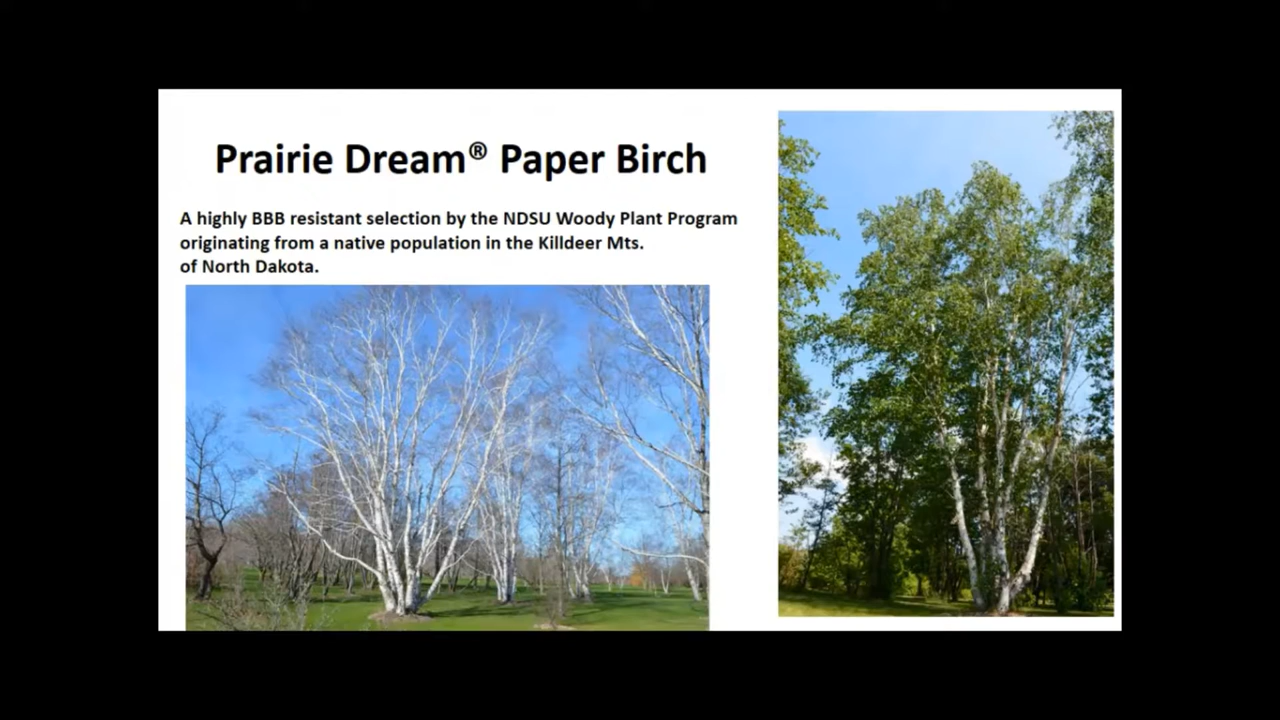 Prairie Dream® Paper Birch
A highly BBB resistant selection by the NDSU Woody Plant Program
originating from a native population in the Killdeer Mts.
of North Dakota.